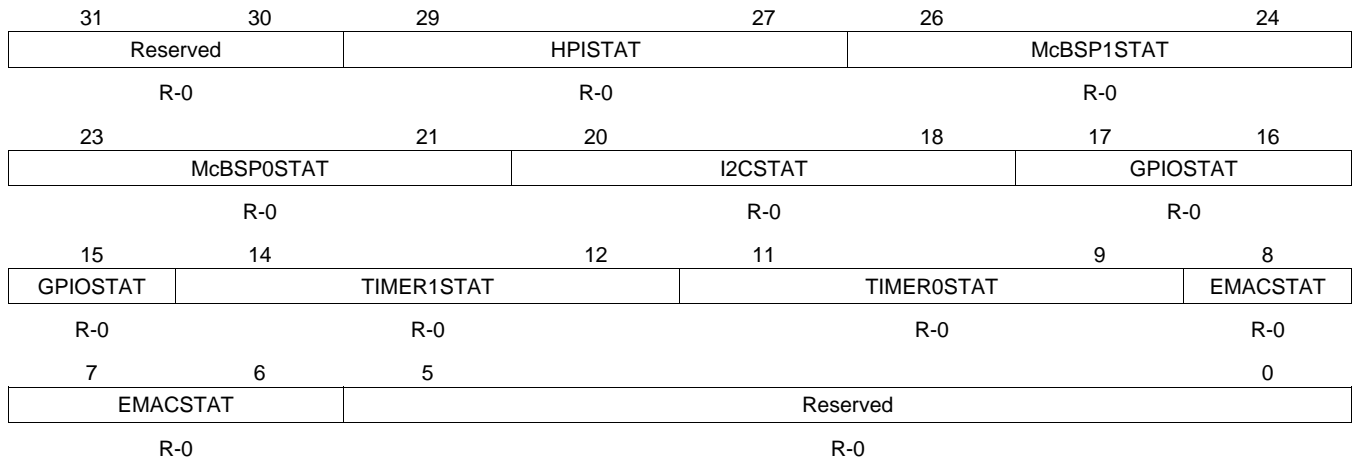 31 30 29 27 26 24
Reserved HPISTAT McBSP1STAT
R-0 R-0 R-0
23 21 20 18 17 16
McBSP0STAT I2CSTAT GPIOSTAT
R-0 R-0 R-0
15 14 12 11 9 8
GPIOSTAT TIMER1STAT TIMER0STAT EMACSTAT
R-0 R-0 R-0 R-0
7 6 5 0
EMACSTAT Reserved
R-0 R-0